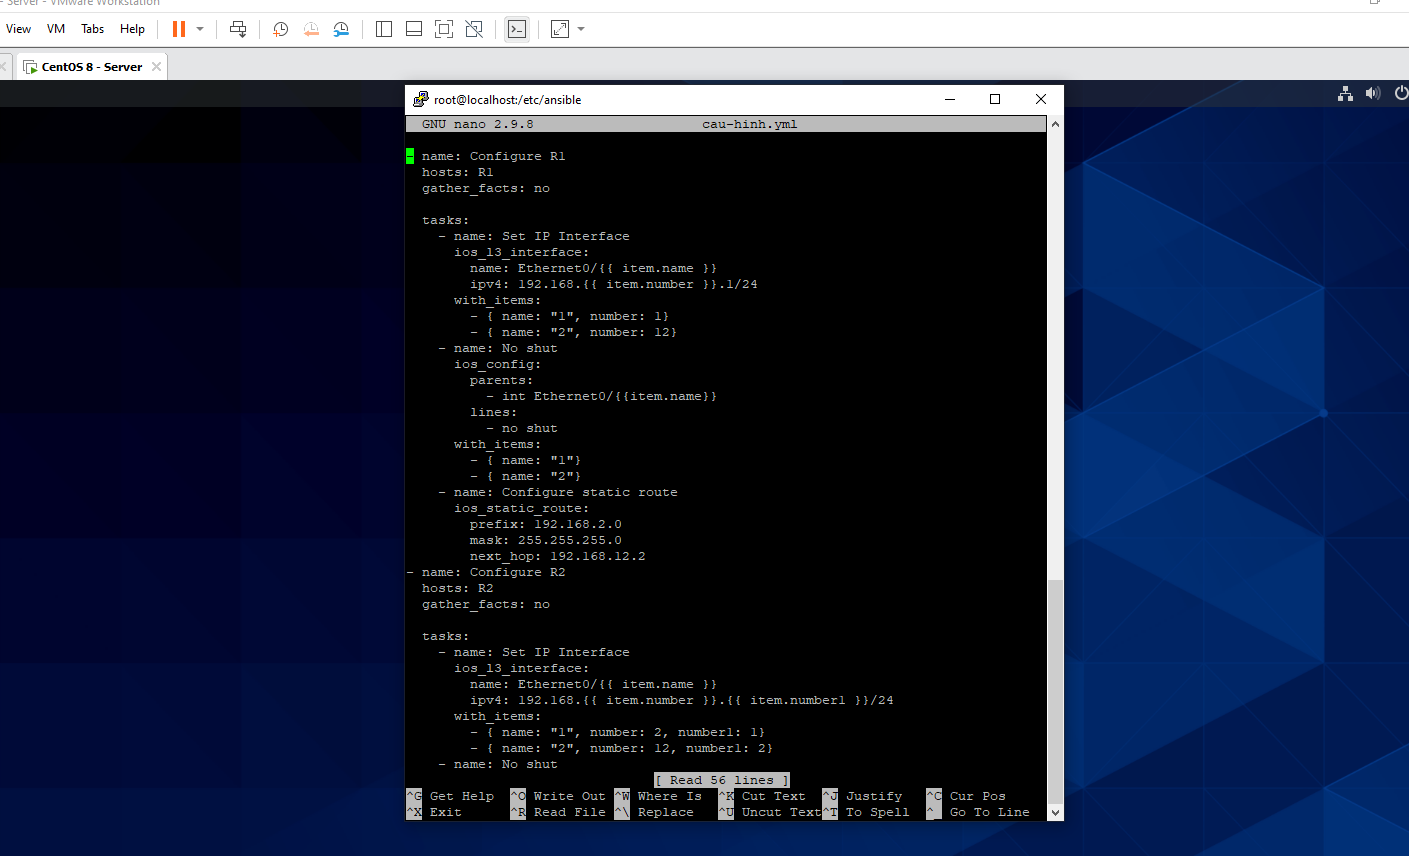 - Server - VMware Workstation
View VM Tabs Help
CentOS 8 - Server
root@localhost:/etc/ansible
GNU nano 2.9.8 cau-hinh.yml
- name: Configure R1
  hosts: R1
  gather_facts: no
  tasks:
    - name: Set IP Interface
      ios_l3_interface:
        name: Ethernet0/{{ item.name }}
        ipv4: 192.168.{{ item.number }}.1/24
      with_items:
        - { name: "1", number: 1}
        - { name: "2", number: 12}
    - name: No shut
      ios_config:
        parents:
          - int Ethernet0/{{item.name}}
        lines:
          - no shut
      with_items:
        - { name: "1"}
        - { name: "2"}
    - name: Configure static route
      ios_static_route:
        prefix: 192.168.2.0
        mask: 255.255.255.0
        next_hop: 192.168.12.2
- name: Configure R2
  hosts: R2
  gather_facts: no
  tasks:
    - name: Set IP Interface
      ios_l3_interface:
        name: Ethernet0/{{ item.name }}
        ipv4: 192.168.{{ item.number }}.{{ item.number1 }}/24
      with_items:
        - { name: "1", number: 2, number1: 1}
        - { name: "2", number: 12, number1: 2}
    - name: No shut
[ Read 56 lines ]
^G Get Help ^O Write Out ^W Where Is ^K Cut Text ^J Justify ^C Cur Pos
^X Exit ^R Read File ^\ Replace ^U Uncut Text ^T To Spell ^_ Go To Line